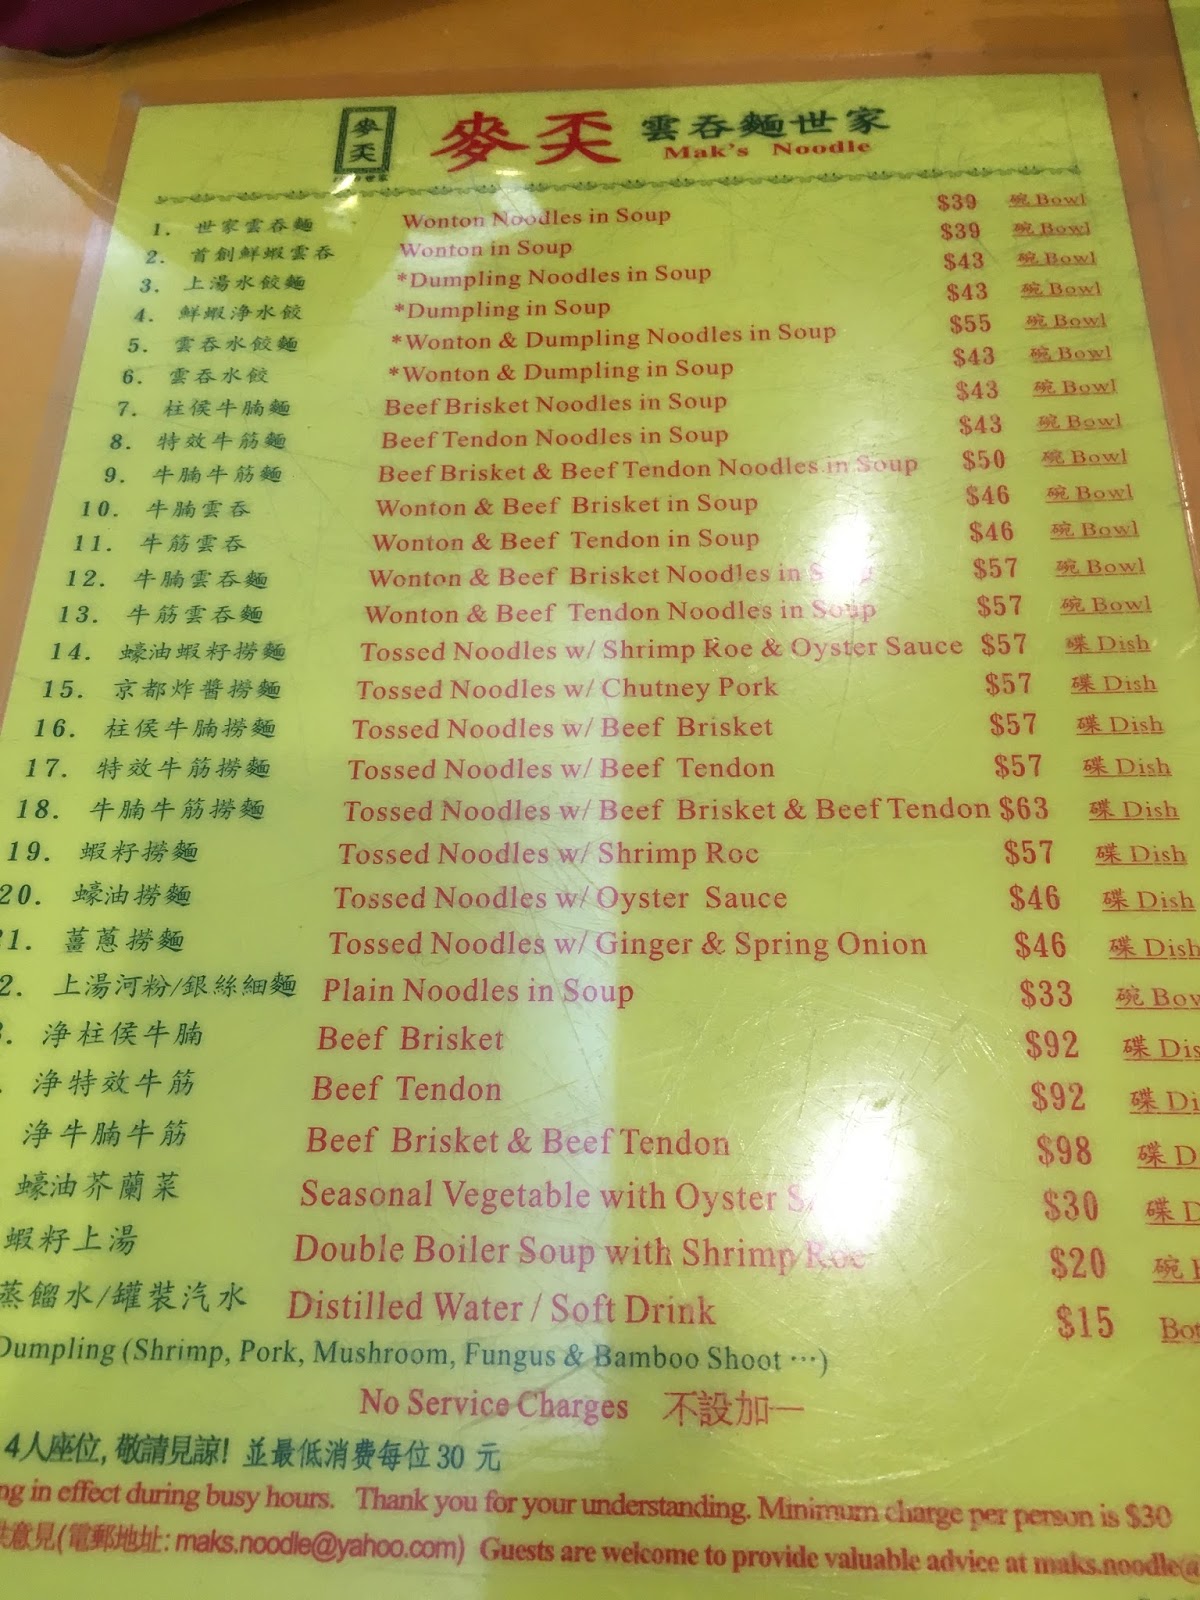 麥奀
麥奀 雲吞麵世家
Mak's Noodle
1. 世家雲吞麵 Wonton Noodles in Soup $39 碗 Bowl
2. 首創鮮蝦雲吞 Wonton in Soup $39 碗 Bowl
3. 上湯水餃麵 *Dumpling Noodles in Soup $43 碗 Bowl
4. 鮮蝦淨水餃 *Dumpling in Soup $43 碗 Bowl
5. 雲吞水餃麵 *Wonton & Dumpling Noodles in Soup $55 碗 Bowl
6. 雲吞水餃 *Wonton & Dumpling in Soup $43 碗 Bowl
7. 柱侯牛腩麵 Beef Brisket Noodles in Soup $43 碗 Bowl
8. 特效牛筋麵 Beef Tendon Noodles in Soup $43 碗 Bowl
9. 牛腩牛筋麵 Beef Brisket & Beef Tendon Noodles in Soup $50 碗 Bowl
10. 牛腩雲吞 Wonton & Beef Brisket in Soup $46 碗 Bowl
11. 牛筋雲吞 Wonton & Beef Tendon in Soup $46 碗 Bowl
12. 牛腩雲吞麵 Wonton & Beef Brisket Noodles in $57 碗 Bowl
13. 牛筋雲吞麵 Wonton & Beef Tendon Noodles in Soup $57 碗 Bowl
14. 蠔油蝦籽撈麵 Tossed Noodles w/ Shrimp Roe & Oyster Sauce $57 碟 Dish
15. 京都炸醬撈麵 Tossed Noodles w/ Chutney Pork $57 碟 Dish
16. 柱侯牛腩撈麵 Tossed Noodles w/ Beef Brisket $57 碟 Dish
17. 特效牛筋撈麵 Tossed Noodles w/ Beef Tendon $57 碟 Dish
18. 牛腩牛筋撈麵 Tossed Noodles w/ Beef Brisket & Beef Tendon $63 碟 Dish
19. 蝦籽撈麵 Tossed Noodles w/ Shrimp Roe $57 碟 Dish
20. 蠔油撈麵 Tossed Noodles w/ Oyster Sauce $46 碟 Dish
1. 薑蔥撈麵 Tossed Noodles w/ Ginger & Spring Onion $46 碟 Dish
2. 上湯河粉/銀絲細麵 Plain Noodles in Soup $33 碗 Bow
. 淨柱侯牛腩 Beef Brisket $92 碟 Dis
. 淨特效牛筋 Beef Tendon $92 碟 Di
淨牛腩牛筋 Beef Brisket & Beef Tendon $98 碟 D
蠔油芥蘭菜 Seasonal Vegetable with Oyster $30 碟 D
蝦籽上湯 Double Boiler Soup with Shrimp Roe $20 碗
蒸餾水/罐裝汽水 Distilled Water / Soft Drink $15 Bot
Dumpling (Shrimp, Pork, Mushroom, Fungus & Bamboo Shoot ⋯)
No Service Charges 不設加一
4人座位, 敬請見諒! 並最低消費每位 30 元
ng in effect during busy hours. Thank you for your understanding. Minimum charge per person is $30
意見(電郵地址: maks.noodle@yahoo.com) Guests are welcome to provide valuable advice at maks.noodle@